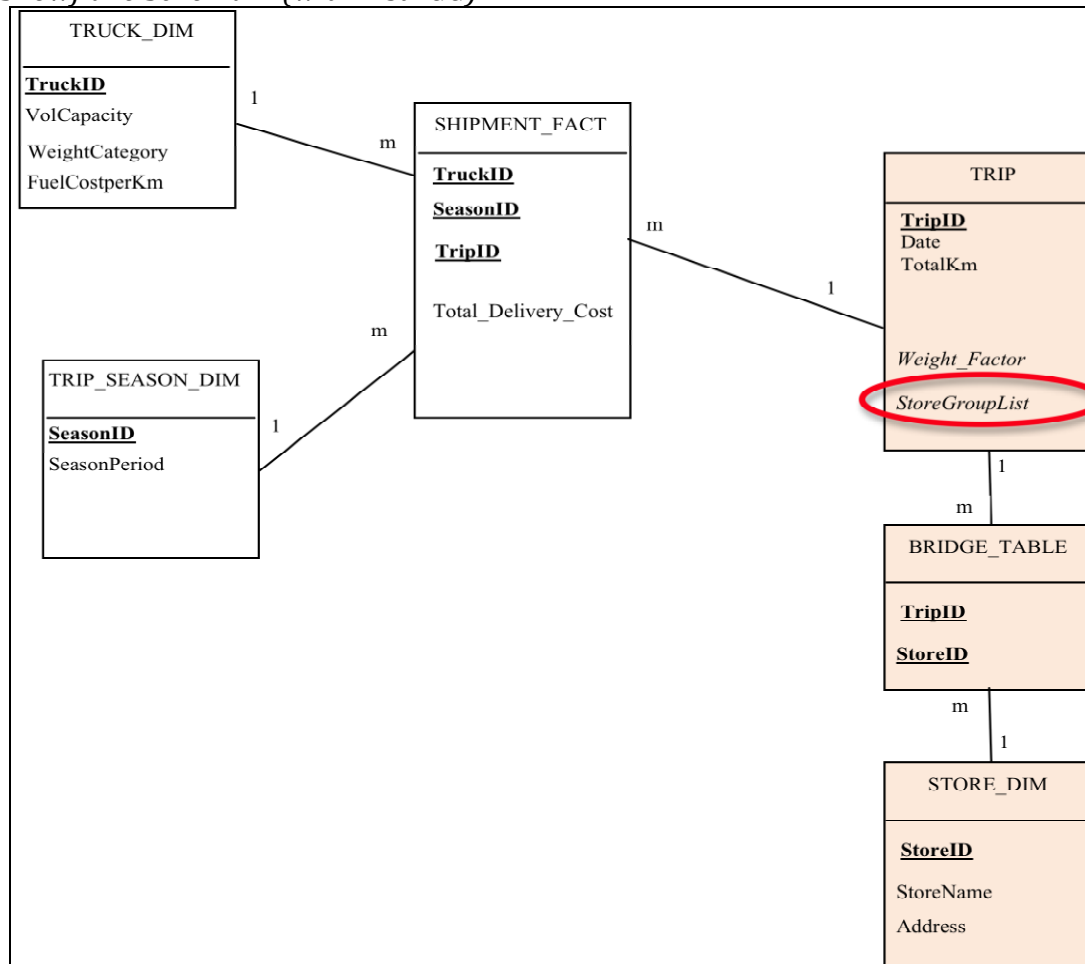 TRUCK_DIM
TruckID
VolCapacity
WeightCategory
FuelCostperKm
1
m
SHIPMENT_FACT
TruckID
SeasonID
TripID
Total_Delivery_Cost
m
1
TRIP
TripID
Date
TotalKm
Weight_Factor
StoreGroupList
TRIP_SEASON_DIM
SeasonID
SeasonPeriod
1
m
1
m
BRIDGE_TABLE
TripID
StoreID
m
1
STORE_DIM
StoreID
StoreName
Address